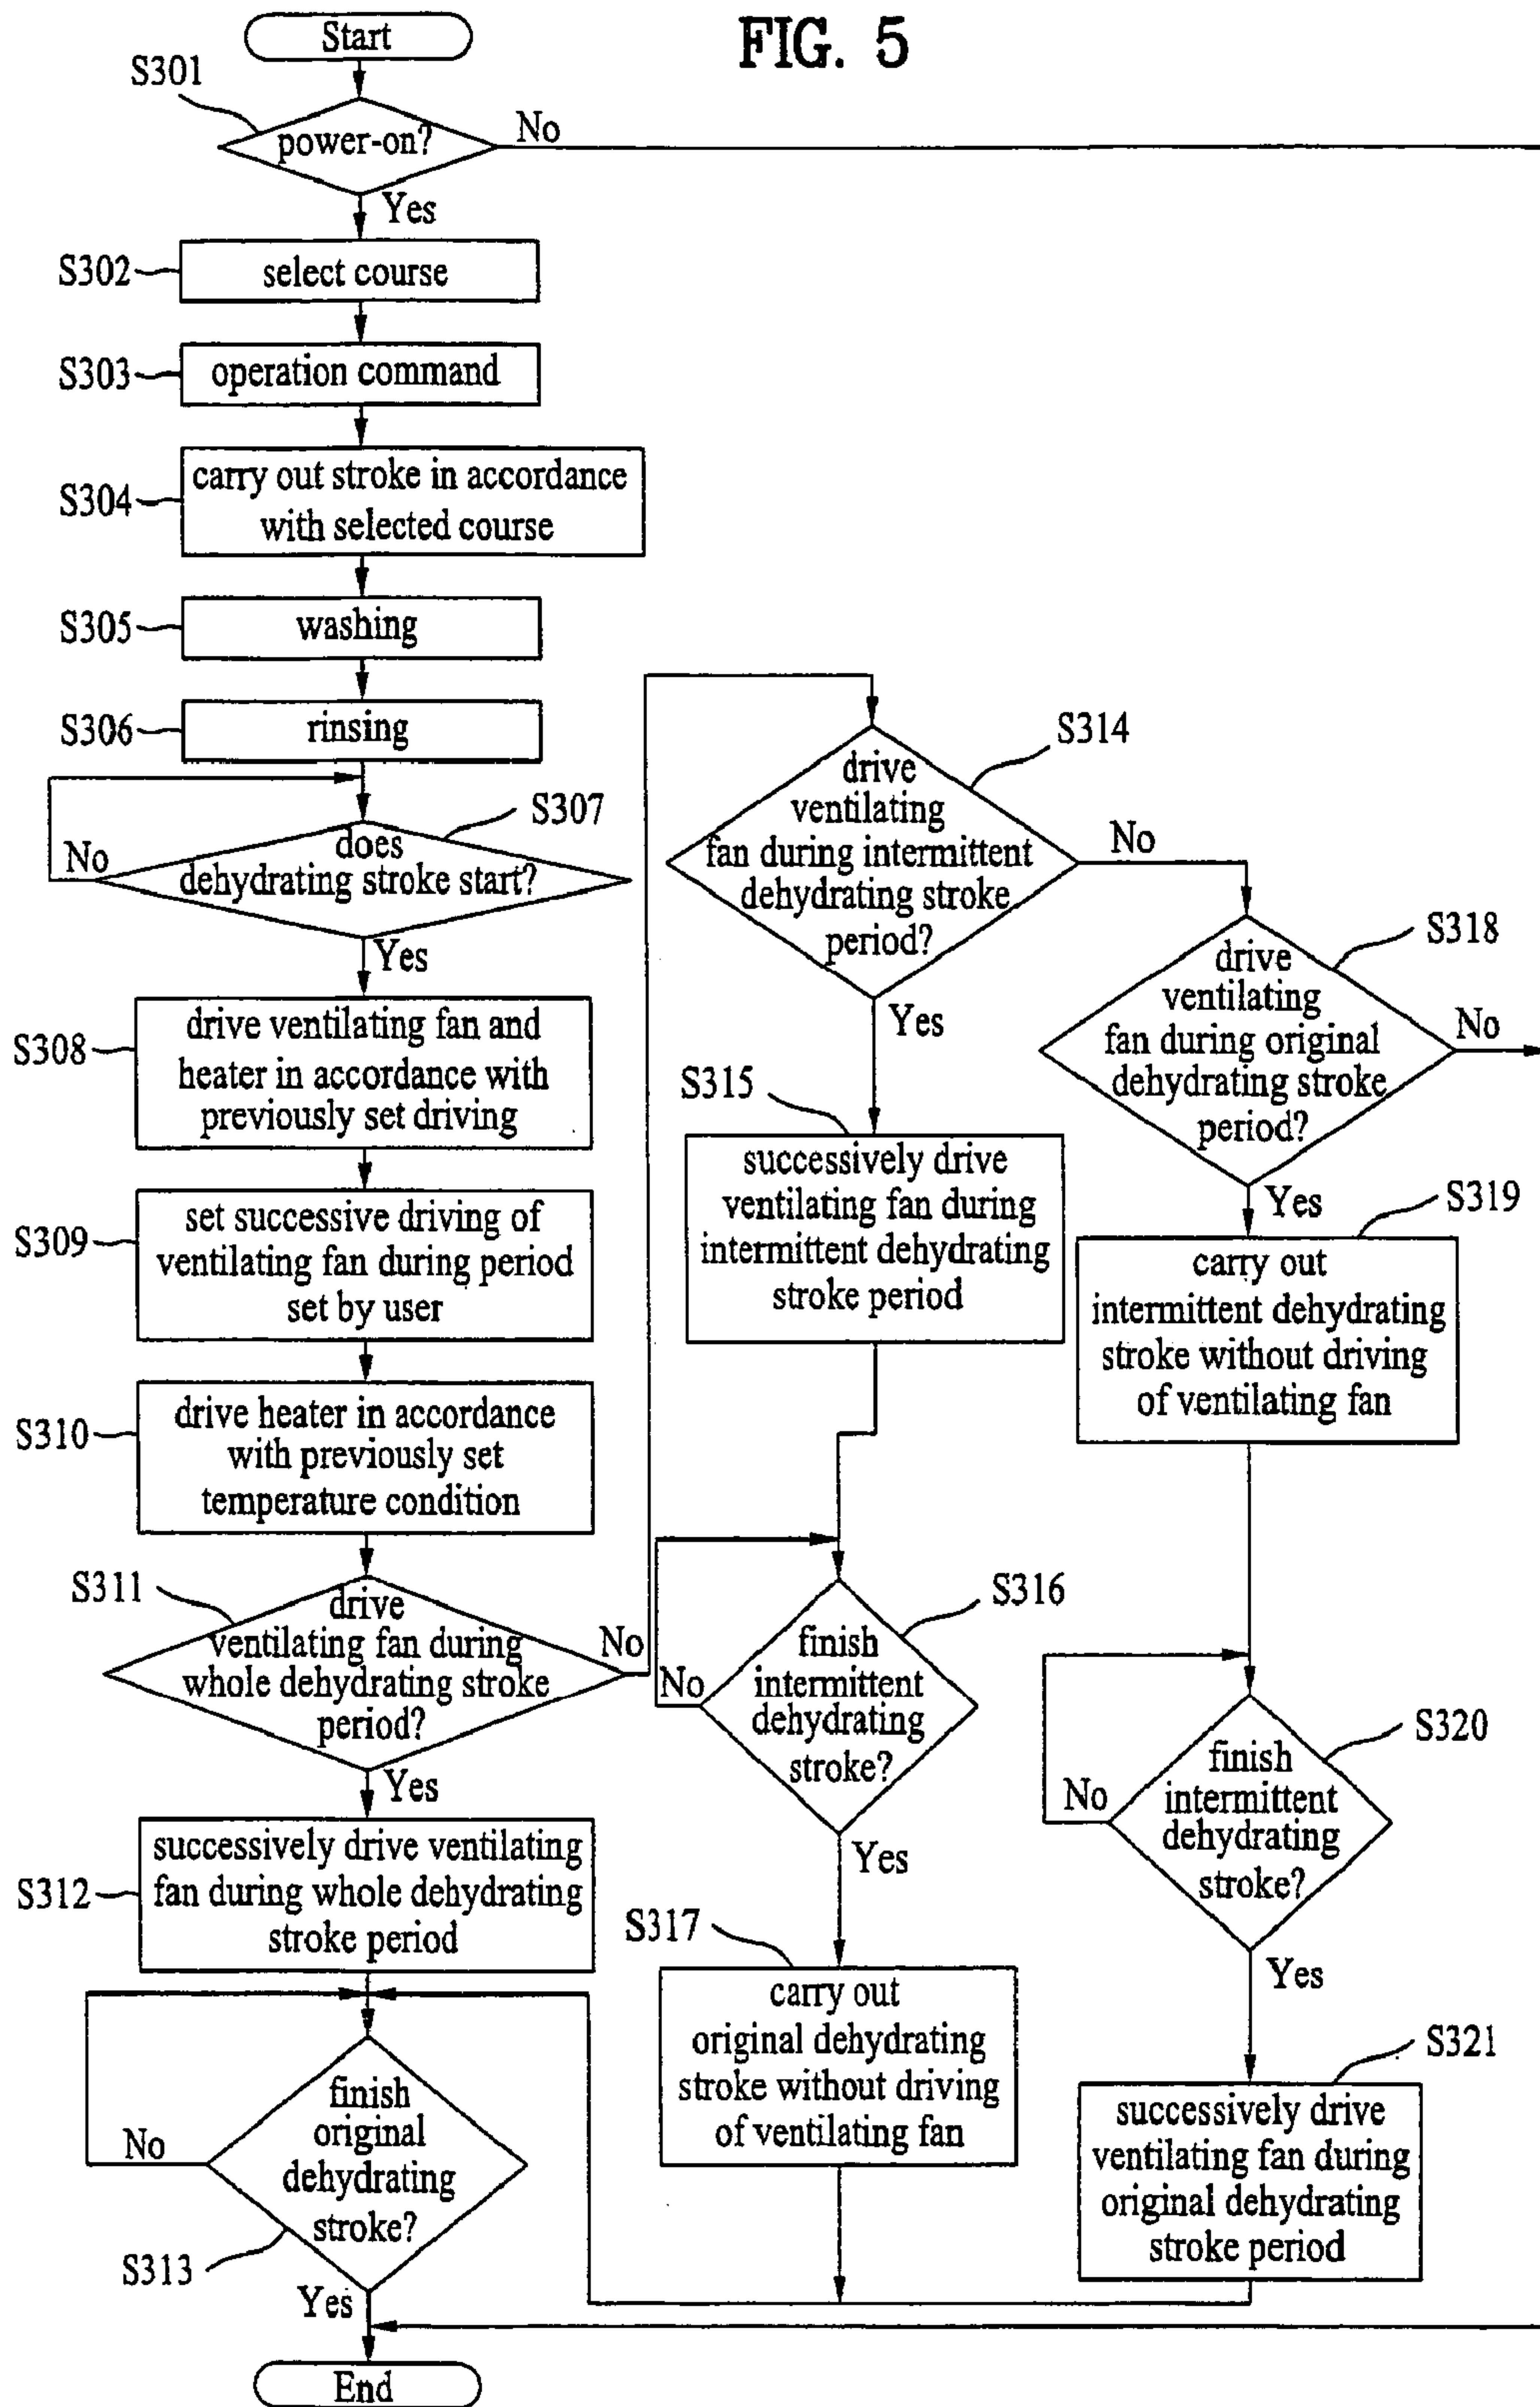 FIG. 5
Start
S301
power-on?
No
Yes
S302
select course
S303
operation command
S304
carry out stroke in accordance
with selected course
S305
washing
S306
rinsing
S307
does
dehydrating stroke start?
No
Yes
S308
drive ventilating fan and
heater in accordance with
previously set driving
S309
set successive driving of
ventilating fan during period
set by user
S310
drive heater in accordance
with previously set
temperature condition
S311
drive
ventilating fan during
whole dehydrating stroke
period?
No
Yes
S312
successively drive ventilating
fan during whole dehydrating
stroke period
finish
original
dehydrating
stroke?
No
S313
Yes
End
S314
drive
ventilating
fan during intermittent
dehydrating stroke
period?
No
Yes
S315
successively drive
ventilating fan during
intermittent dehydrating
stroke period
S316
finish
intermittent
dehydrating
stroke?
No
Yes
S317
carry out
original dehydrating
stroke without driving
of ventilating fan
S318
drive
ventilating
fan during original
dehydrating stroke
period?
No
Yes
S319
carry out
intermittent dehydrating
stroke without driving
of ventilating fan
S320
finish
intermittent
dehydrating
stroke?
No
Yes
S321
successively drive
ventilating fan during
original dehydrating
stroke period